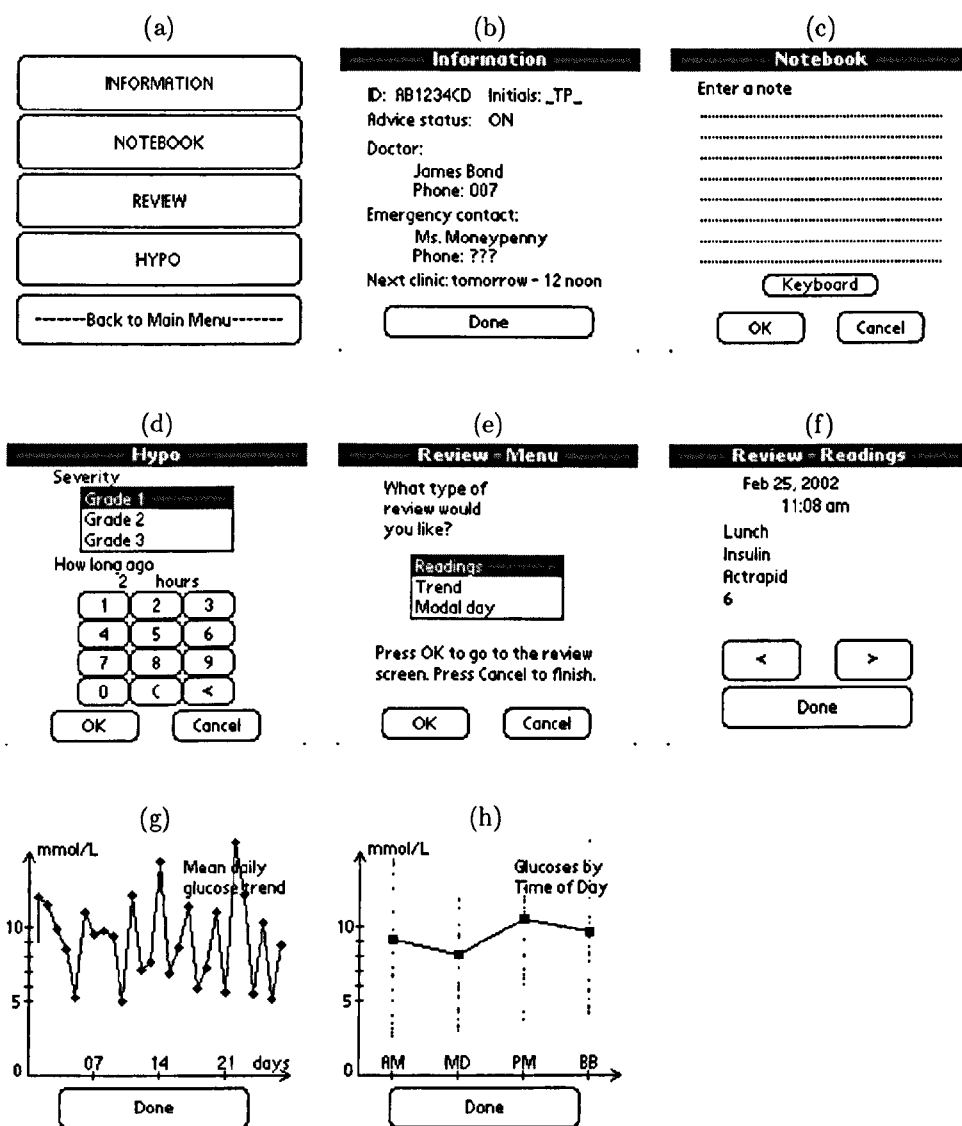 (a)
INFORMATION
NOTEBOOK
REVIEW
HYPO
-------Back to Main Menu-------
(b)
Information
ID: AB1234CD Initials: _TP_
Advice status: ON
Doctor:
James Bond
Phone: 007
Emergency contact:
Ms. Moneypenny
Phone: ???
Next clinic: tomorrow - 12 noon
Done
(c)
Notebook
Enter a note
Keyboard
OK Cancel
(d)
Hypo
Severity
Grade 1
Grade 2
Grade 3
How long ago
2 hours
1 2 3
4 5 6
7 8 9
0 C <
OK Cancel
(e)
Review - Menu
What type of
review would
you like?
Readings
Trend
Modal day
Press OK to go to the review
screen. Press Cancel to finish.
OK Cancel
(f)
Review - Readings
Feb 25, 2002
11:08 am
Lunch
Insulin
Actrapid
6
< >
Done
(g)
mmol/L
Mean daily
glucose trend
10
5
0
07 14 21 days
Done
(h)
mmol/L
Glucoses by
Time of Day
10
5
0
AM MD PM BB
Done